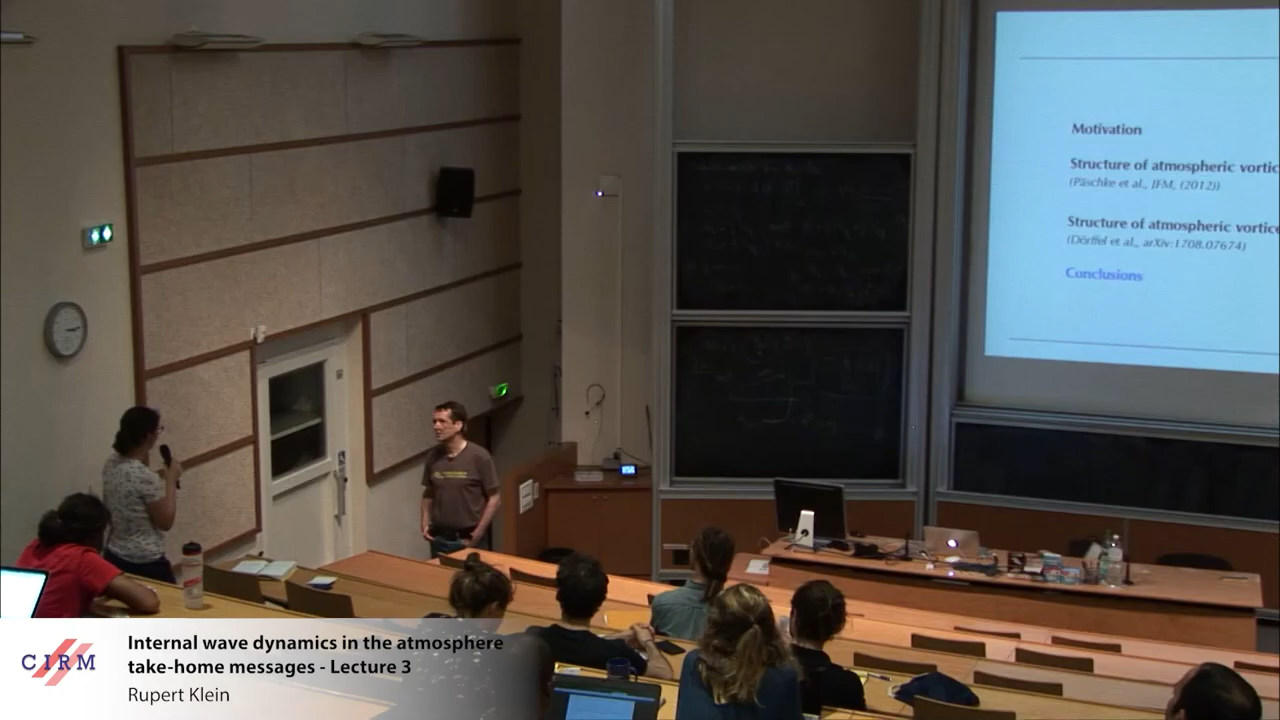 Motivation
Structure of atmospheric vortic
(Päschke et al., JFM, (2012))
Structure of atmospheric vortice
(Dörffel et al., arXiv:1708.07674)
Conclusions
CIRM
Internal wave dynamics in the atmosphere
take-home messages - Lecture 3
Rupert Klein